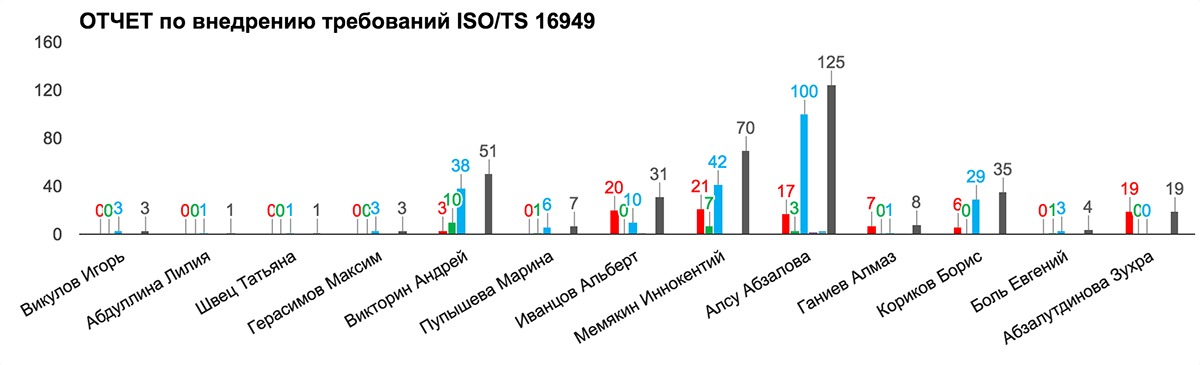 ОТЧЕТ по внедрению требований ISO/TS 16949
160
120
80
40
0
0 0 3 3
0 0 1 1
0 0 1 1
0 0 3 3
3 10 38 51
0 1 6 7
20 0 10 31
21 7 42 70
17 3 100 125
7 0 1 8
6 0 29 35
0 1 3 4
19 0 0 19
Викулов Игорь
Абдуллина Лилия
Швец Татьяна
Герасимов Максим
Викторин Андрей
Пупышева Марина
Иванцов Альберт
Мемякин Иннокентий
Алсу Абзалова
Ганиев Алмаз
Кориков Борис
Боль Евгений
Абзалутдинова Зухра